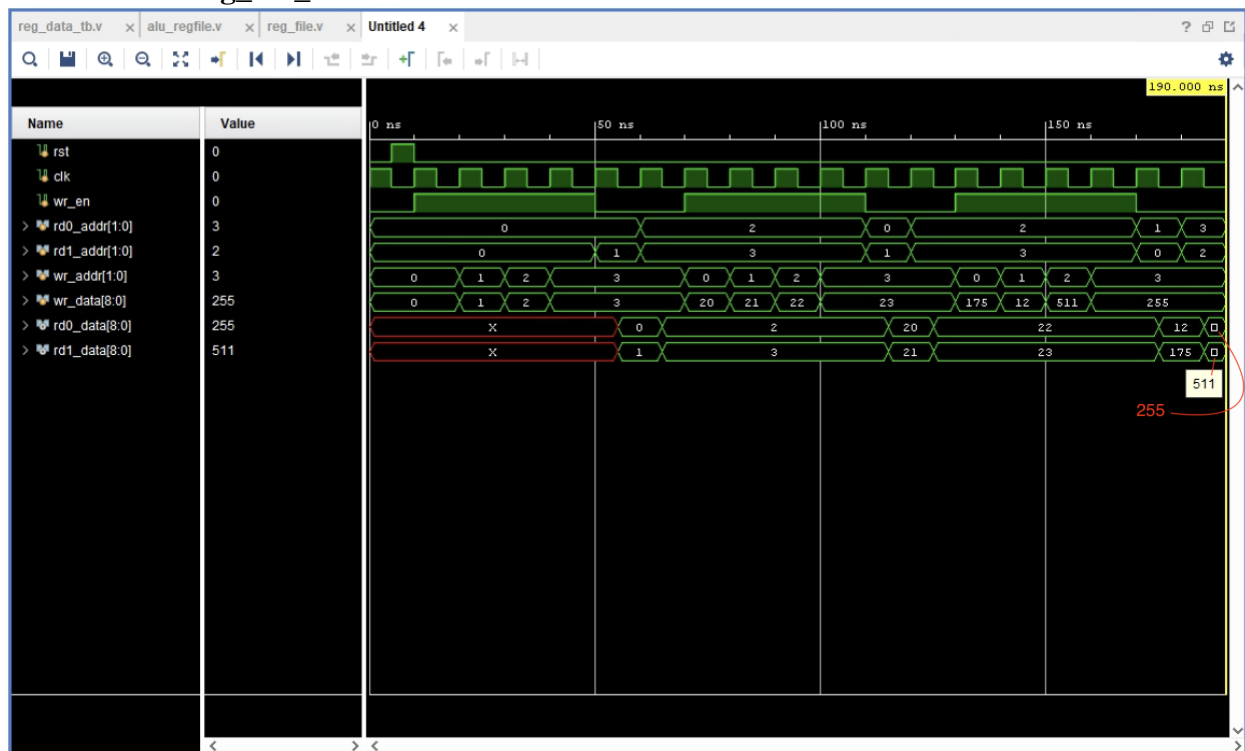 reg_data_tb.v × alu_regfile.v × reg_file.v × Untitled 4 ×
190.000 ns
Name Value 0 ns 50 ns 100 ns 150 ns
rst 0
clk 0
wr_en 0
rd0_addr[1:0] 3 0 2 0 2 1 3
rd1_addr[1:0] 2 0 1 3 1 3 0 2
wr_addr[1:0] 3 0 1 2 3 0 1 2 3 0 1 2 3
wr_data[8:0] 255 0 1 2 3 20 21 22 23 175 12 511 255
rd0_data[8:0] 255 X 0 2 20 22 12
rd1_data[8:0] 511 X 1 3 21 23 175
511
255